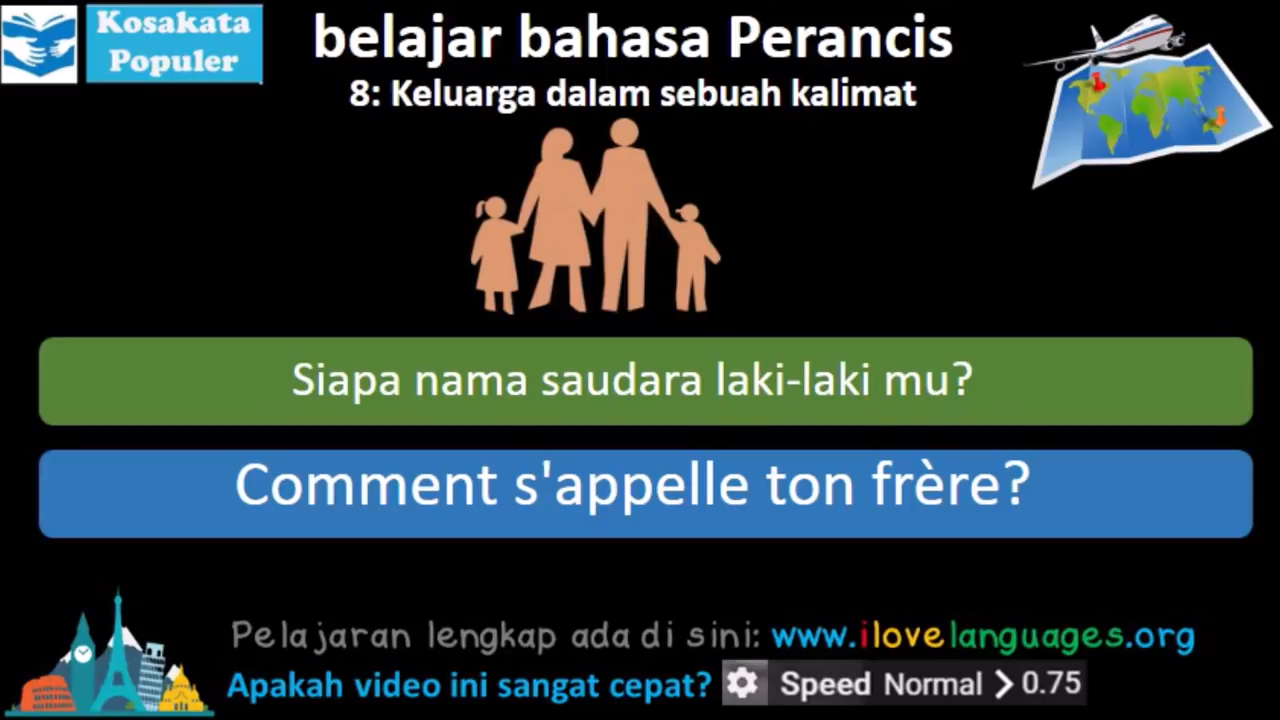 Kosakata
Populer
belajar bahasa Perancis
8: Keluarga dalam sebuah kalimat
Siapa nama saudara laki-laki mu?
Comment s'appelle ton frère?
Pelajaran lengkap ada di sini: www.ilovelanguages.org
Apakah video ini sangat cepat? Speed Normal > 0.75